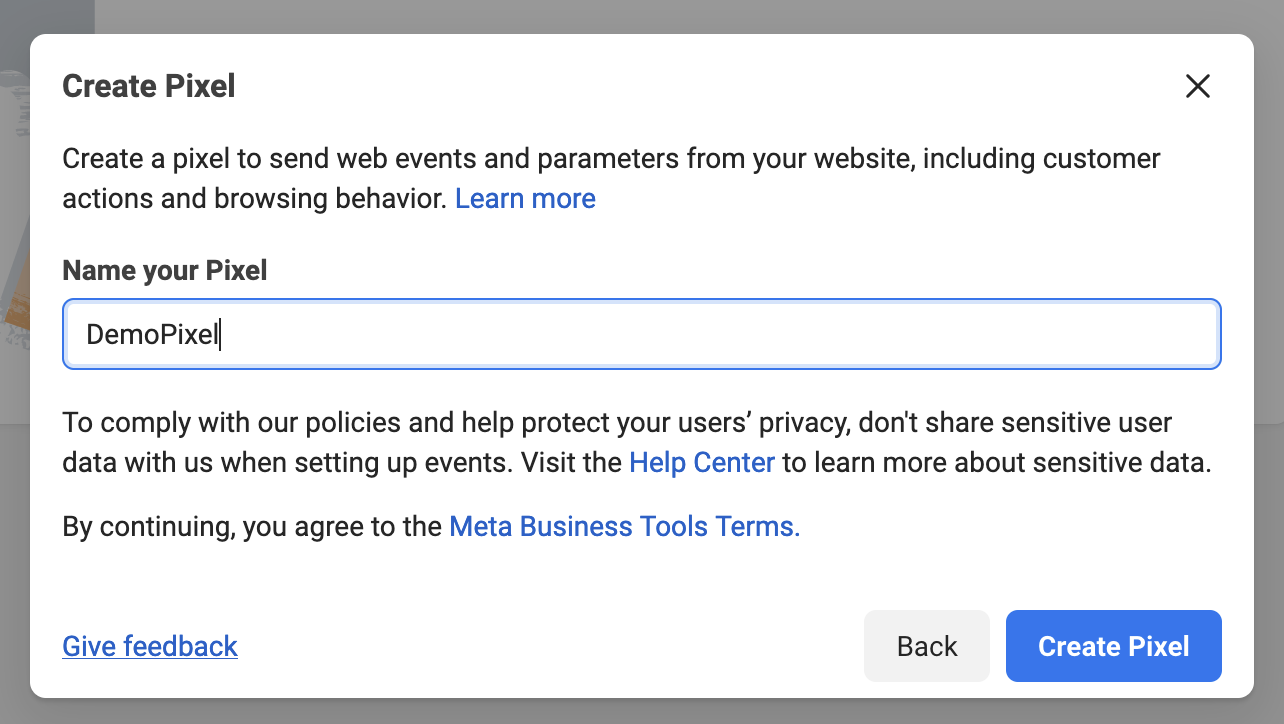 Create Pixel
Create a pixel to send web events and parameters from your website, including customer
actions and browsing behavior. Learn more
Name your Pixel
DemoPixel
To comply with our policies and help protect your users’ privacy, don't share sensitive user
data with us when setting up events. Visit the Help Center to learn more about sensitive data.
By continuing, you agree to the Meta Business Tools Terms.
Give feedback
Back
Create Pixel